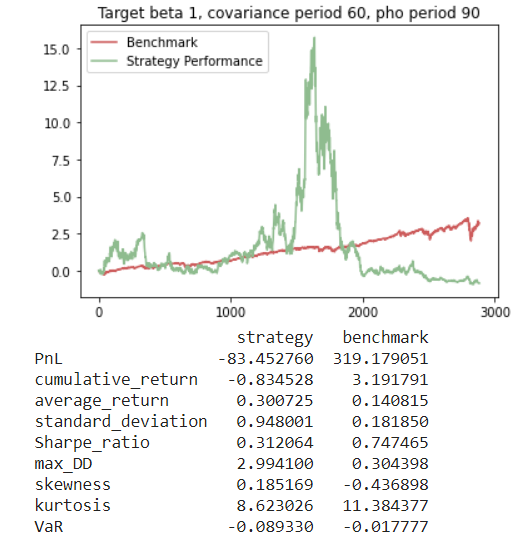 Target beta 1, covariance period 60, pho period 90
Benchmark
Strategy Performance
15.0
12.5
10.0
7.5
5.0
2.5
0.0
0 1000 2000 3000
strategy benchmark
PnL -83.452760 319.179051
cumulative_return -0.834528 3.191791
average_return 0.300725 0.140815
standard_deviation 0.948001 0.181850
Sharpe_ratio 0.312064 0.747465
max_DD 2.994100 0.304398
skewness 0.185169 -0.436898
kurtosis 8.623026 11.384377
VaR -0.089330 -0.017777